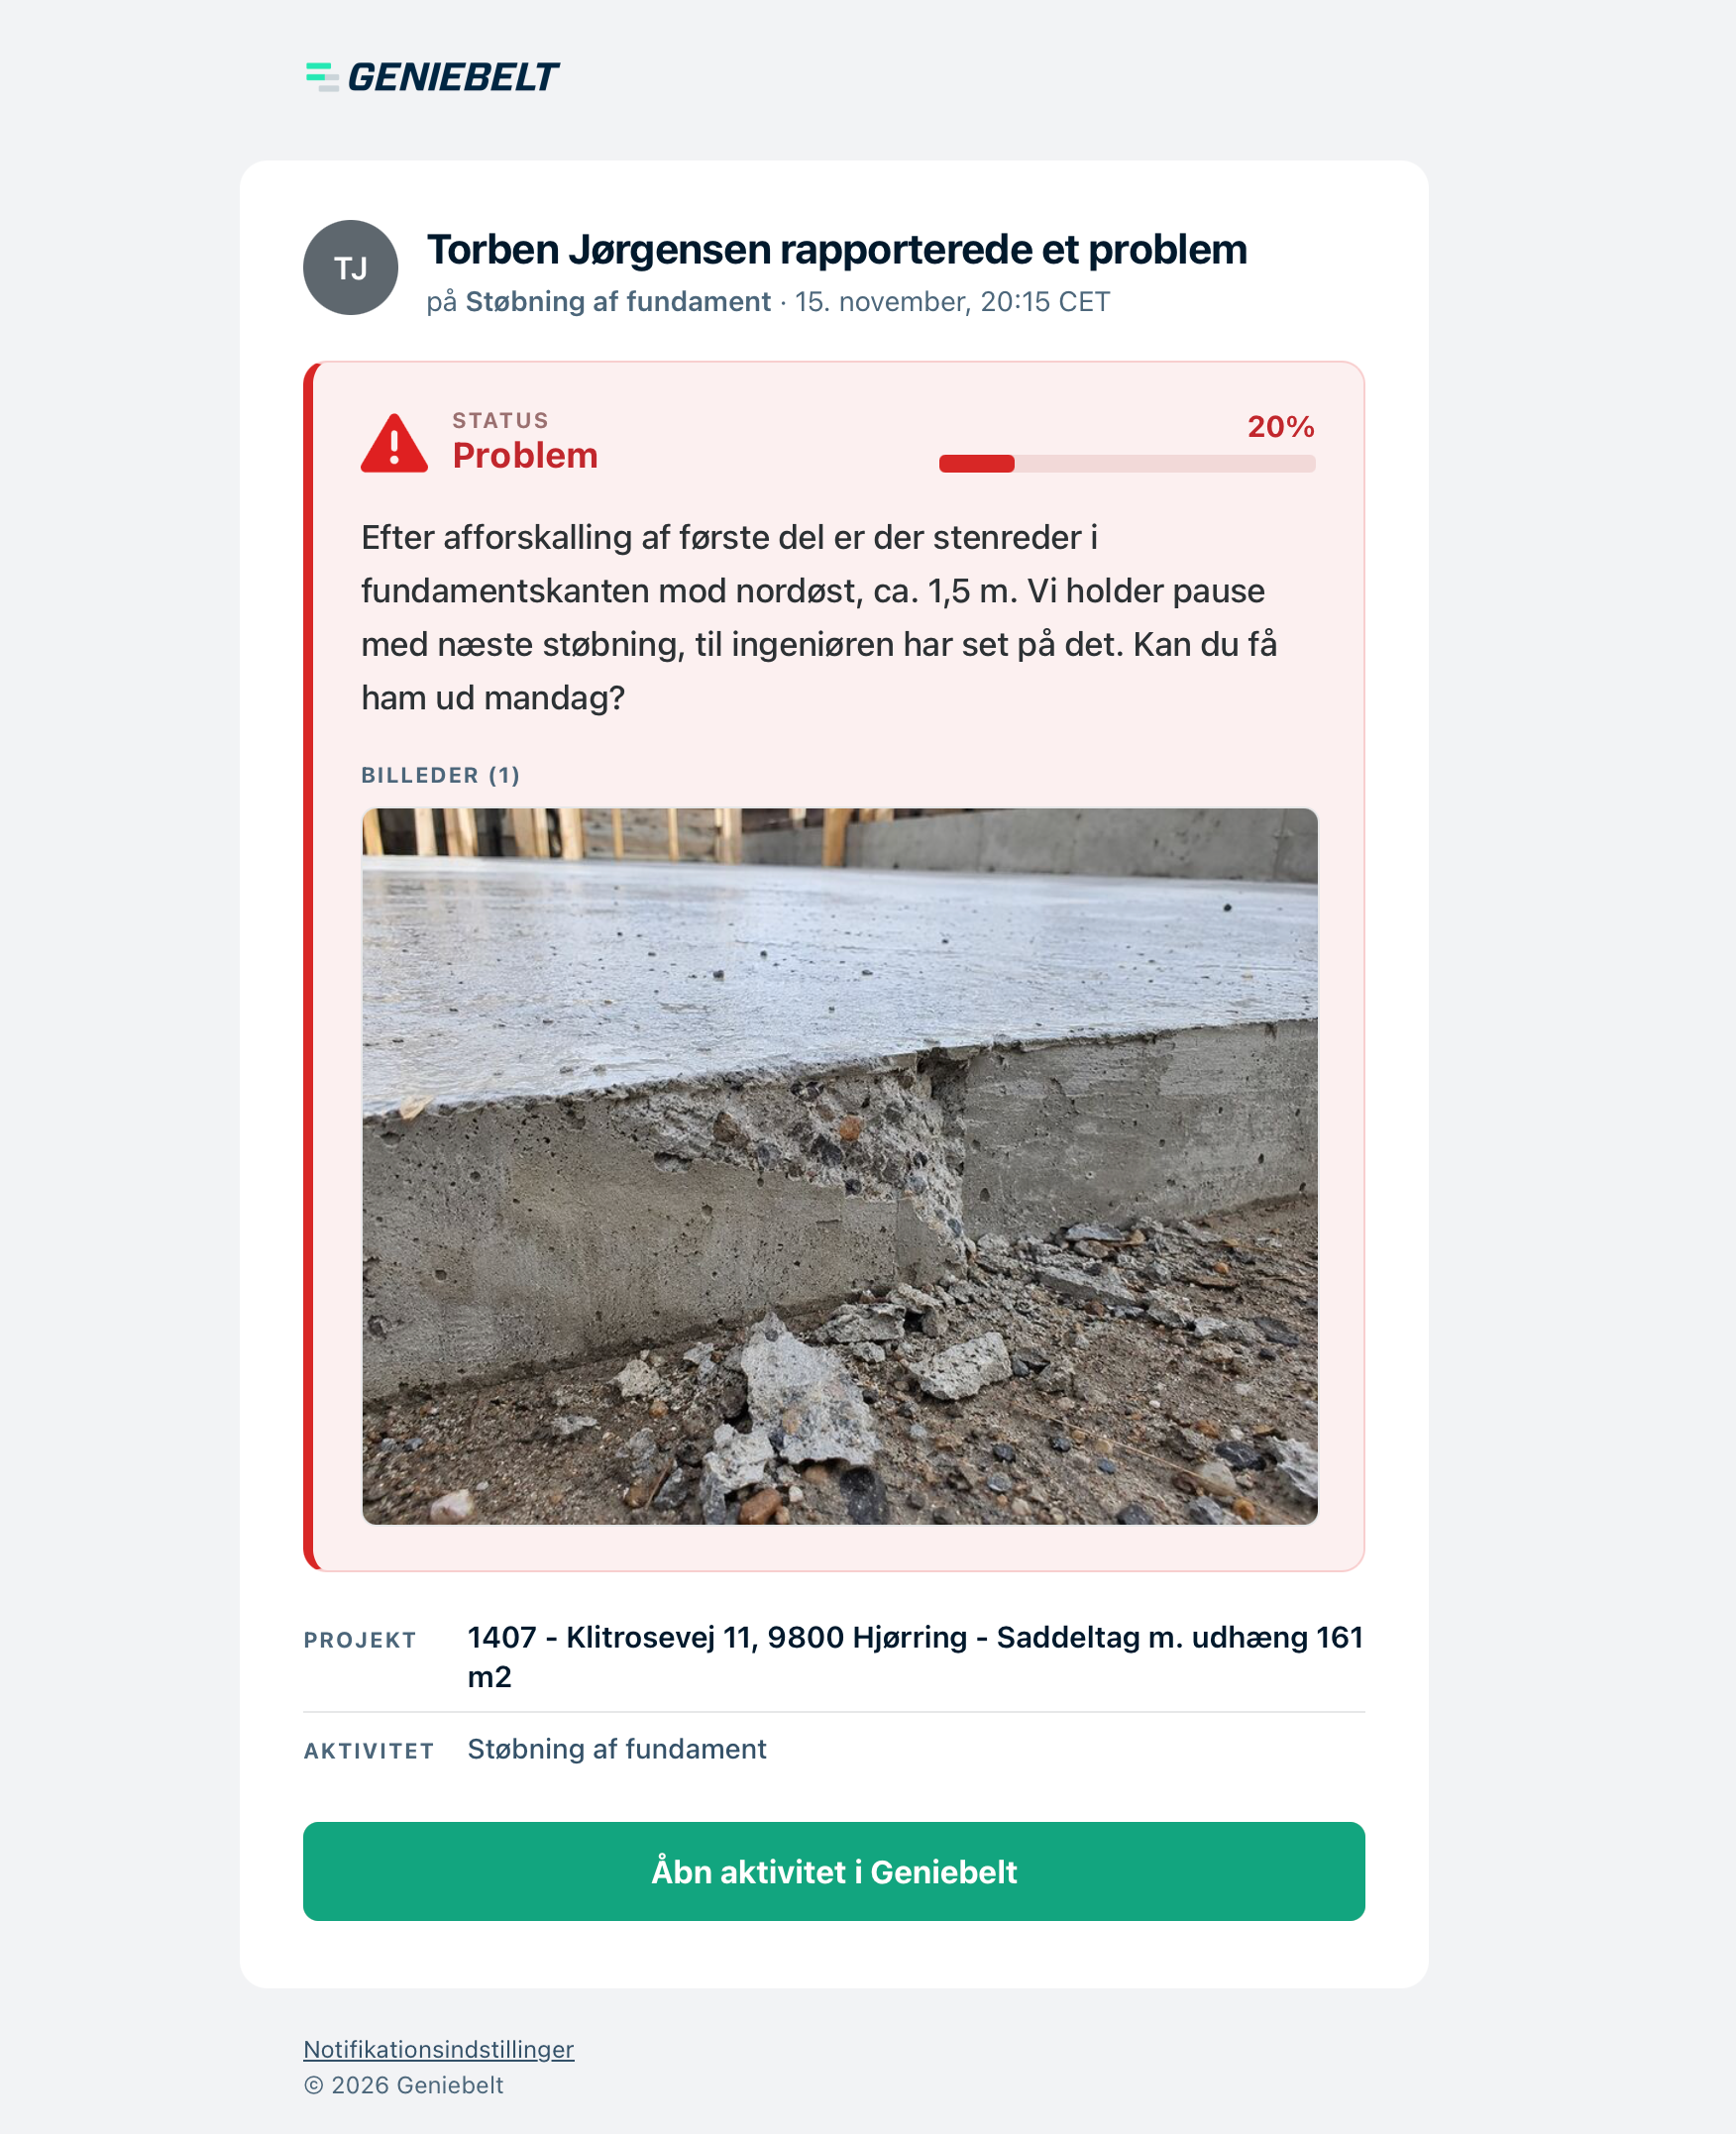 GENIEBELT
TJ
Torben Jørgensen rapporterede et problem
på Støbning af fundament · 15. november, 20:15 CET
STATUS
Problem
20%
Efter afforskalling af første del er der stenreder i
fundamentskanten mod nordøst, ca. 1,5 m. Vi holder pause
med næste støbning, til ingeniøren har set på det. Kan du få
ham ud mandag?
BILLEDER (1)
PROJEKT
1407 - Klitrosevej 11, 9800 Hjørring - Saddeltag m. udhæng 161
m2
AKTIVITET
Støbning af fundament
Åbn aktivitet i Geniebelt
Notifikationsindstillinger
© 2026 Geniebelt